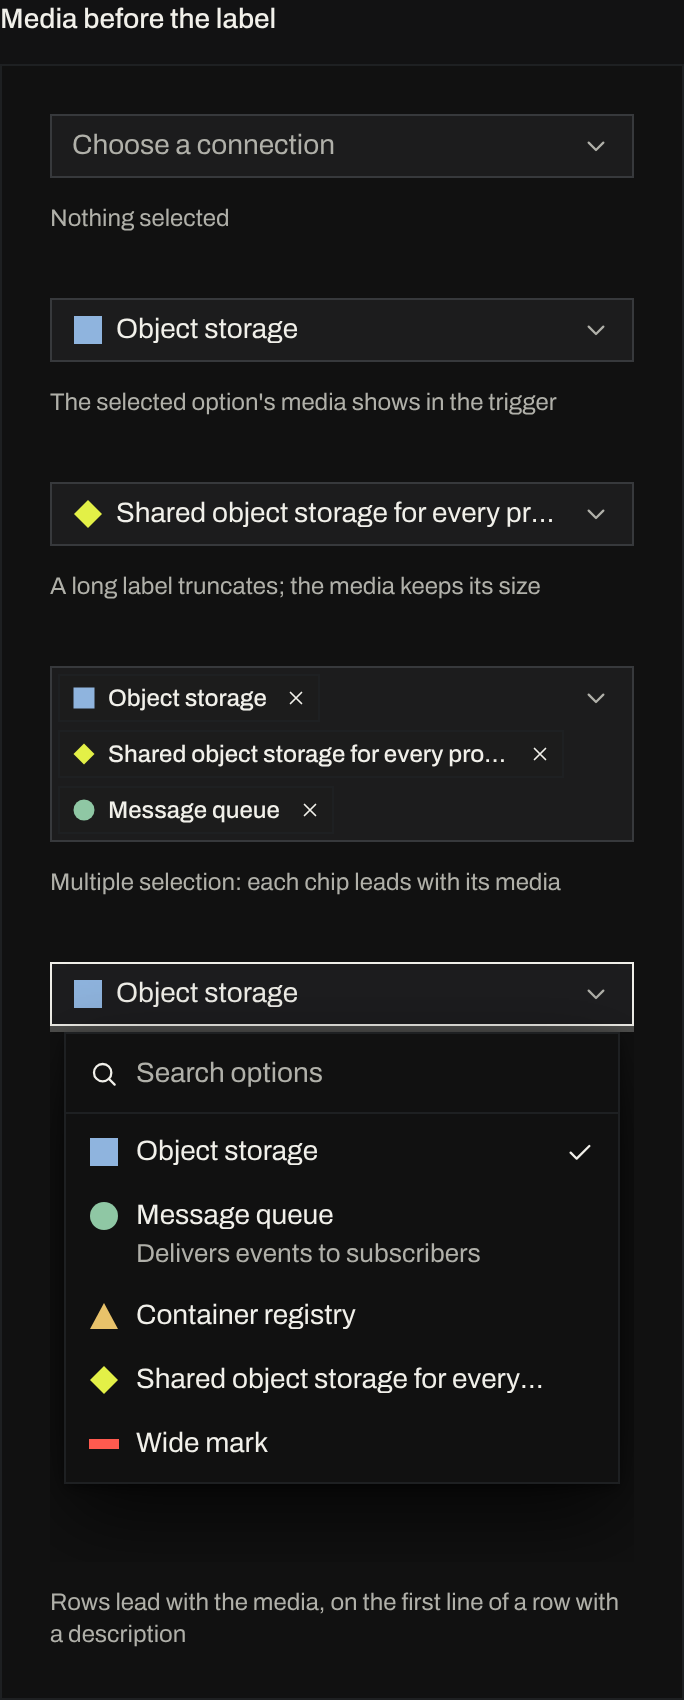 Media before the label
Choose a connection
Nothing selected
Object storage
The selected option's media shows in the trigger
Shared object storage for every pr...
A long label truncates; the media keeps its size
Object storage
Shared object storage for every pro...
Message queue
Multiple selection: each chip leads with its media
Object storage
Search options
Object storage
Message queue
Delivers events to subscribers
Container registry
Shared object storage for every...
Wide mark
Rows lead with the media, on the first line of a row with
a description